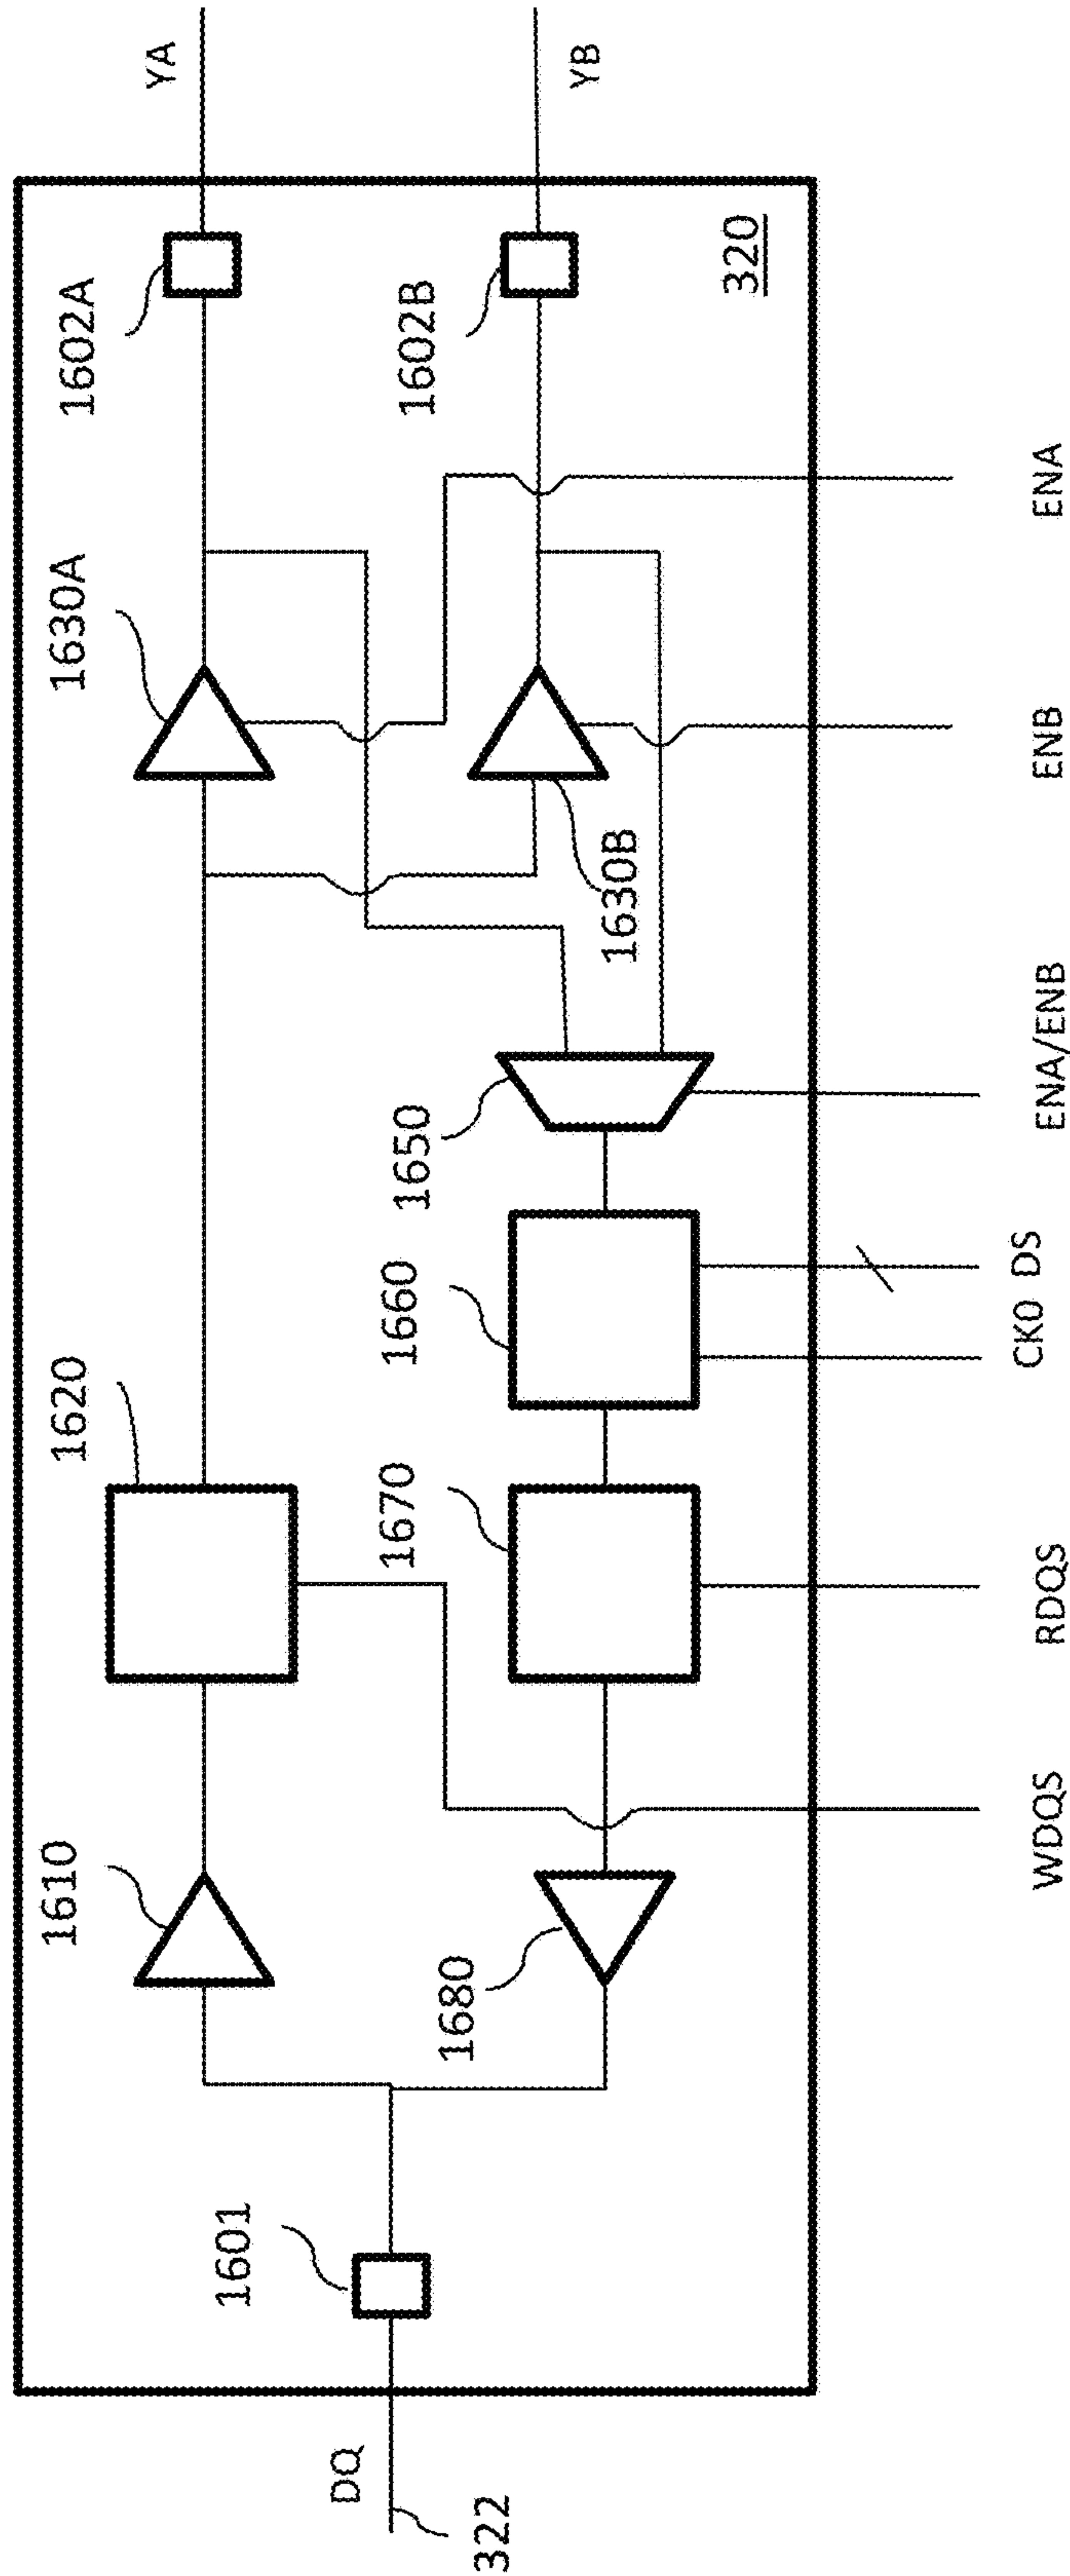 YA
YB
1602A
1602B
320
1630A
1630B
ENA
ENB
ENA/ENB
1650
1660
CK0 DS
1620
1670
RDQS
WDQS
1610
1680
1601
DQ
322